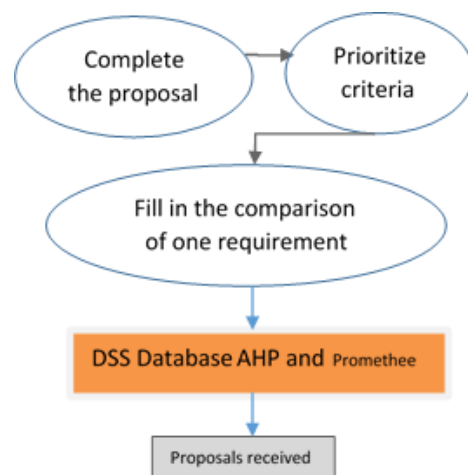 Complete
the proposal
Prioritize
criteria
Fill in the comparison
of one requirement
DSS Database AHP and Promethee
Proposals received